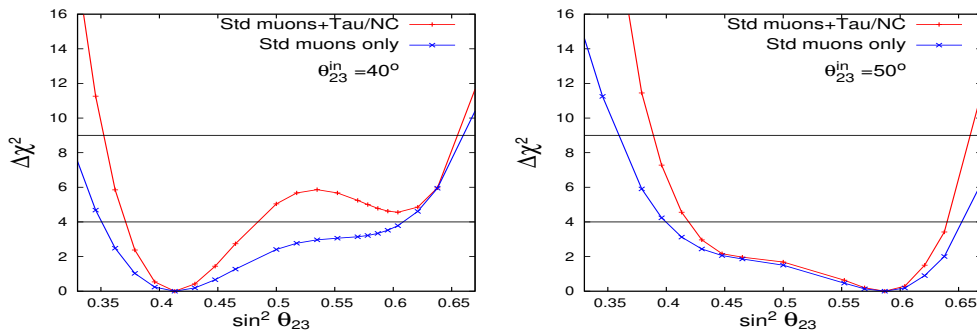 Std muons+Tau/NC
Std muons only
θ₂₃ⁱⁿ =40º
Δχ²
16
14
12
10
8
6
4
2
0
0.35 0.4 0.45 0.5 0.55 0.6 0.65
sin² θ₂₃
Std muons+Tau/NC
Std muons only
θ₂₃ⁱⁿ =50º
Δχ²
16
14
12
10
8
6
4
2
0
0.35 0.4 0.45 0.5 0.55 0.6 0.65
sin² θ₂₃